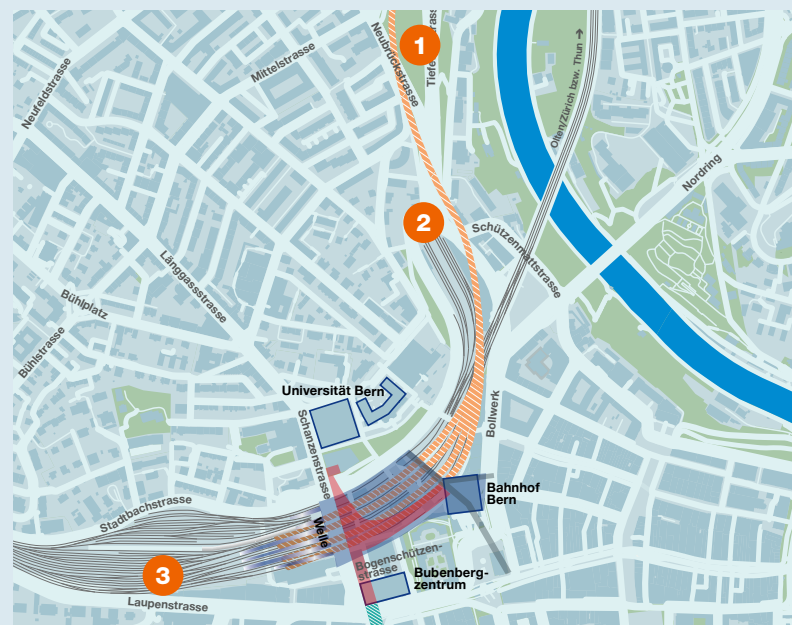 1
Neubrückstrasse
Tiefe
strasse
Mittelstrasse
Neufeldstrasse
Olten/Zürich bzw. Thun →
Nordring
2
Schützenmattstrasse
Länggassstrasse
Bühlplatz
Bühlstrasse
Universität Bern
Schanzenstrasse
Bollwerk
Bahnhof
Bern
Stadtbachstrasse
Welle
Bogenschützen-
strasse
Bubenberg-
zentrum
3
Laupenstrasse